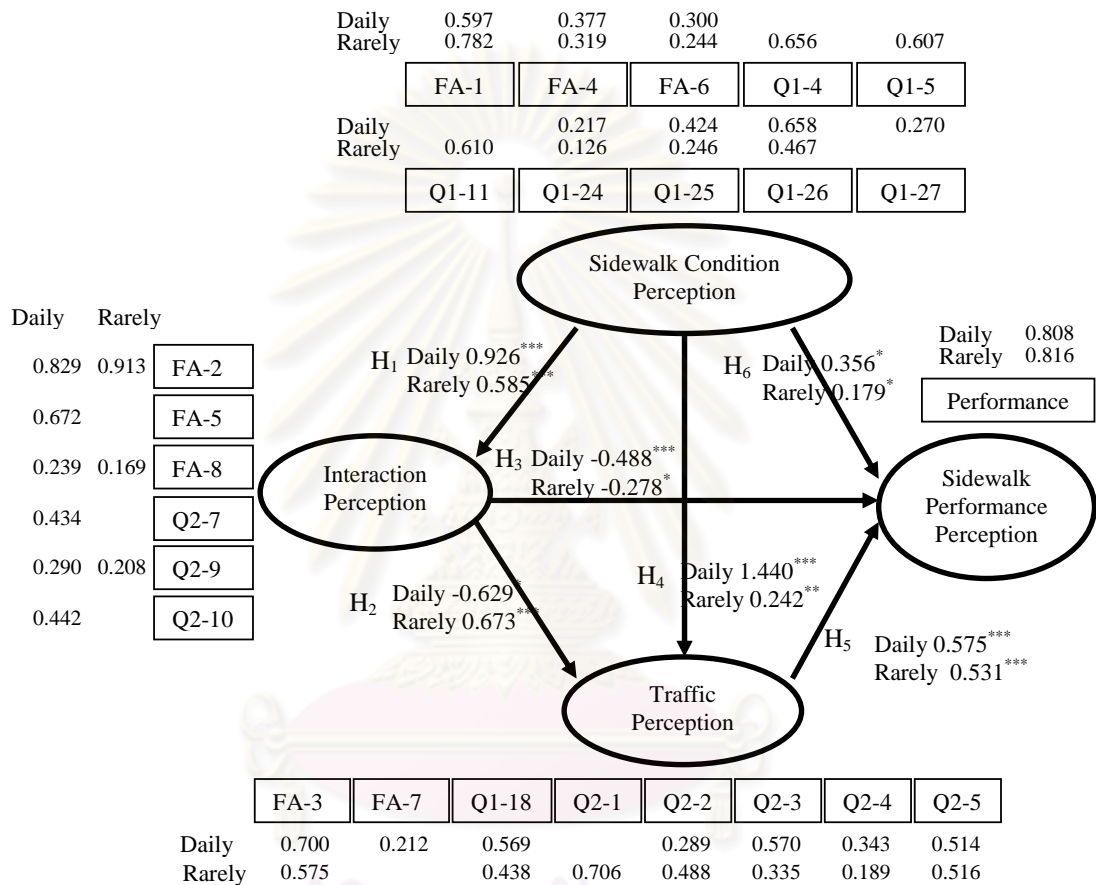 Daily 0.597 0.377 0.300
Rarely 0.782 0.319 0.244 0.656 0.607
FA-1 FA-4 FA-6 Q1-4 Q1-5
Daily 0.217 0.424 0.658 0.270
Rarely 0.610 0.126 0.246 0.467
Q1-11 Q1-24 Q1-25 Q1-26 Q1-27
Sidewalk Condition
Perception
Daily Rarely
0.829 0.913 FA-2
0.672 FA-5
0.239 0.169 FA-8
0.434 Q2-7
0.290 0.208 Q2-9
0.442 Q2-10
H1 Daily 0.926***
Rarely 0.585***
H6 Daily 0.356*
Rarely 0.179*
Daily 0.808
Rarely 0.816
Performance
Interaction
Perception
H3 Daily -0.488***
Rarely -0.278*
Sidewalk
Performance
Perception
H2 Daily -0.629*
Rarely 0.673***
H4 Daily 1.440***
Rarely 0.242**
H5 Daily 0.575***
Rarely 0.531***
Traffic
Perception
FA-3 FA-7 Q1-18 Q2-1 Q2-2 Q2-3 Q2-4 Q2-5
Daily 0.700 0.212 0.569 0.289 0.570 0.343 0.514
Rarely 0.575 0.438 0.706 0.488 0.335 0.189 0.516